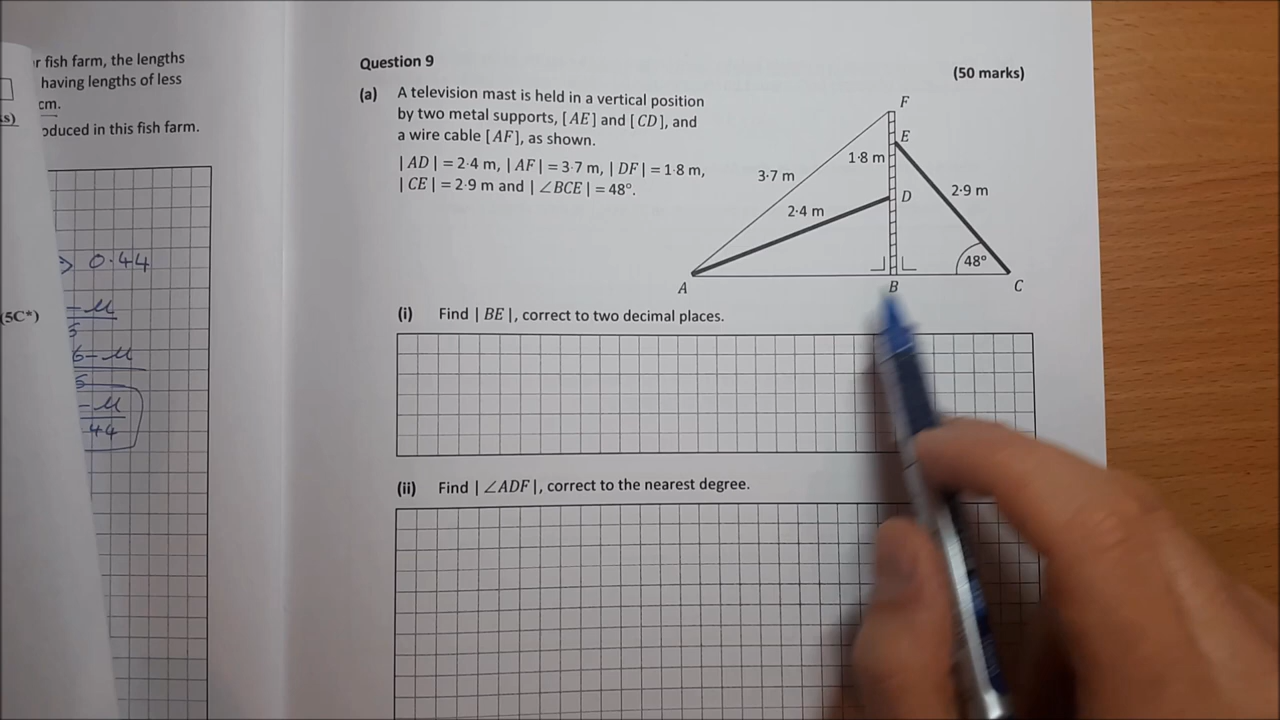 r fish farm, the lengths
having lengths of less
cm.
s)
oduced in this fish farm.
0.44
- μ
5
6 - μ
(5C*)
5
- μ
44
Question 9
(50 marks)
(a) A television mast is held in a vertical position
by two metal supports, [AE] and [CD], and
a wire cable [AF], as shown.
|AD| = 2·4 m, |AF| = 3·7 m, |DF| = 1·8 m,
|CE| = 2·9 m and |∠BCE| = 48°.
F
E
1·8 m
3·7 m
2·9 m
D
2·4 m
48°
A
B
C
(i) Find |BE|, correct to two decimal places.
(ii) Find |∠ADF|, correct to the nearest degree.